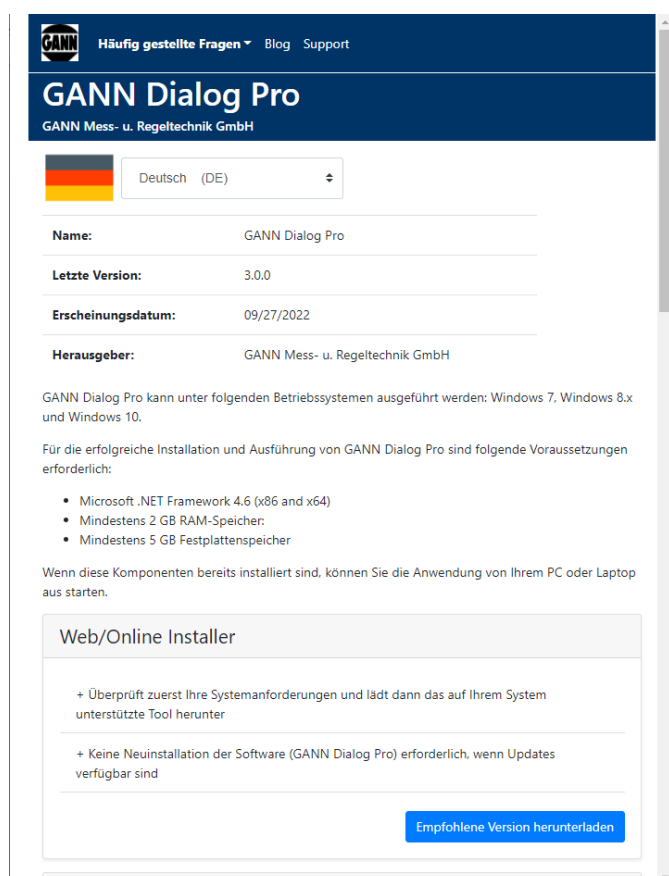 GANN Häufig gestellte Fragen Blog Support
GANN Dialog Pro
GANN Mess- u. Regeltechnik GmbH
Deutsch (DE)
Name: GANN Dialog Pro
Letzte Version: 3.0.0
Erscheinungsdatum: 09/27/2022
Herausgeber: GANN Mess- u. Regeltechnik GmbH
GANN Dialog Pro kann unter folgenden Betriebssystemen ausgeführt werden: Windows 7, Windows 8.x
und Windows 10.
Für die erfolgreiche Installation und Ausführung von GANN Dialog Pro sind folgende Voraussetzungen
erforderlich:
• Microsoft .NET Framework 4.6 (x86 and x64)
• Mindestens 2 GB RAM-Speicher:
• Mindestens 5 GB Festplattenspeicher
Wenn diese Komponenten bereits installiert sind, können Sie die Anwendung von Ihrem PC oder Laptop
aus starten.
Web/Online Installer
+ Überprüft zuerst Ihre Systemanforderungen und lädt dann das auf Ihrem System
unterstützte Tool herunter
+ Keine Neuinstallation der Software (GANN Dialog Pro) erforderlich, wenn Updates
verfügbar sind
Empfohlene Version herunterladen